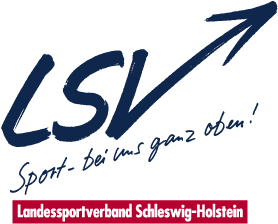 LSV
Sport - bei uns ganz oben!
Landessportverband Schleswig-Holstein